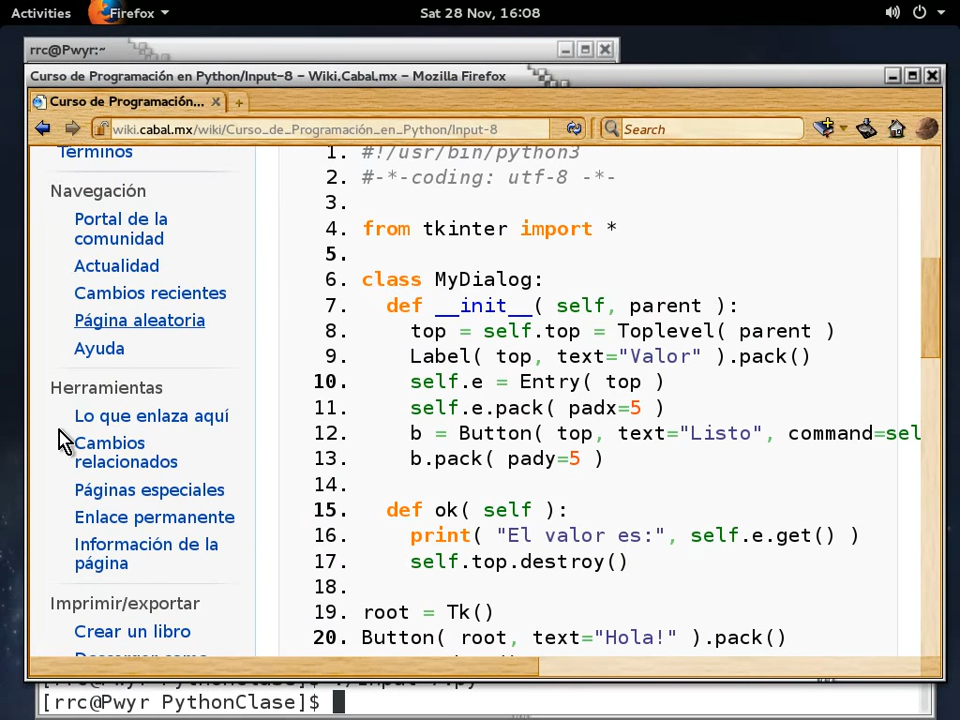 Activities Firefox Sat 28 Nov, 16:08
rrc@Pwyr:~
Curso de Programación en Python/Input-8 – Wiki.Cabal.mx – Mozilla Firefox
Curso de Programación...
wiki.cabal.mx/wiki/Curso_de_Programación_en_Python/Input-8 Search
Términos
Navegación
Portal de la
comunidad
Actualidad
Cambios recientes
Página aleatoria
Ayuda
Herramientas
Lo que enlaza aquí
Cambios
relacionados
Páginas especiales
Enlace permanente
Información de la
página
Imprimir/exportar
Crear un libro
1. #!/usr/bin/python3
2. #-*-coding: utf-8 -*-
3.
4. from tkinter import *
5.
6. class MyDialog:
7. def __init__( self, parent ):
8. top = self.top = Toplevel( parent )
9. Label( top, text="Valor" ).pack()
10. self.e = Entry( top )
11. self.e.pack( padx=5 )
12. b = Button( top, text="Listo", command=sel
13. b.pack( pady=5 )
14.
15. def ok( self ):
16. print( "El valor es:", self.e.get() )
17. self.top.destroy()
18.
19. root = Tk()
20. Button( root, text="Hola!" ).pack()
[rrc@Pwyr PythonClase]$